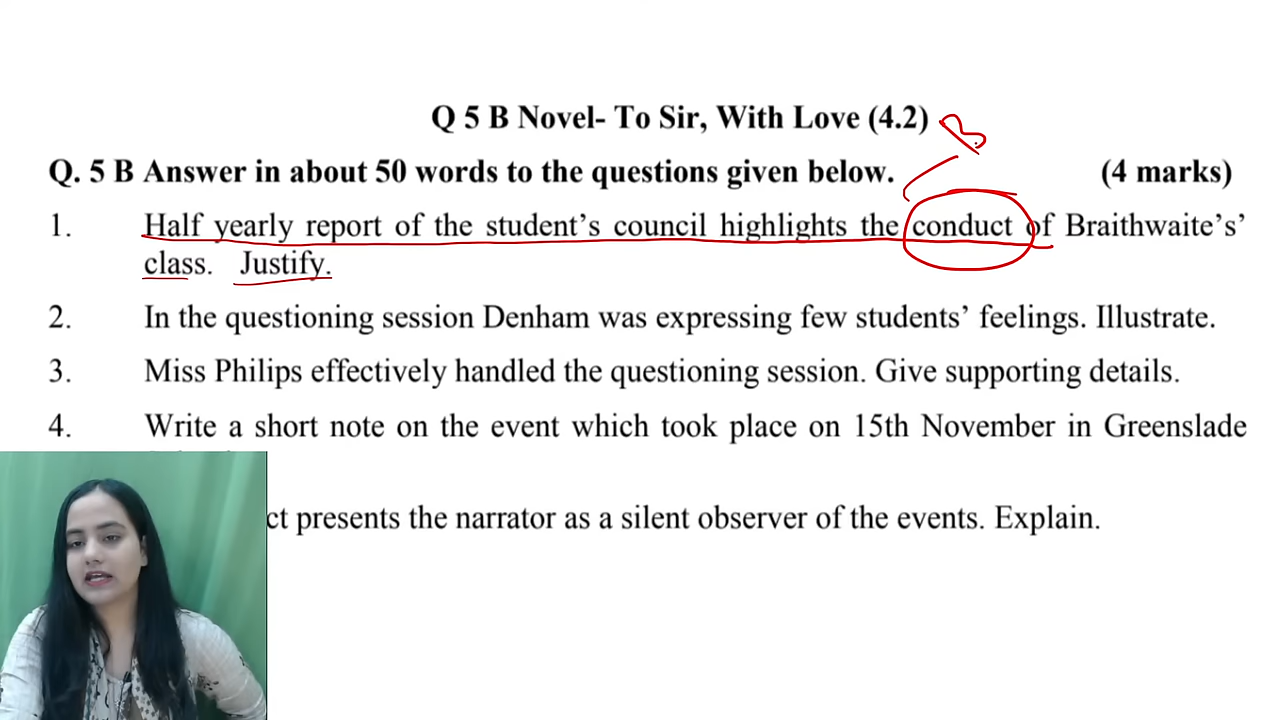 Q 5 B Novel- To Sir, With Love (4.2)
B
Q. 5 B Answer in about 50 words to the questions given below. (4 marks)
1. Half yearly report of the student's council highlights the conduct of Braithwaite's'
class. Justify.
2. In the questioning session Denham was expressing few students' feelings. Illustrate.
3. Miss Philips effectively handled the questioning session. Give supporting details.
4. Write a short note on the event which took place on 15th November in Greenslade
ct presents the narrator as a silent observer of the events. Explain.